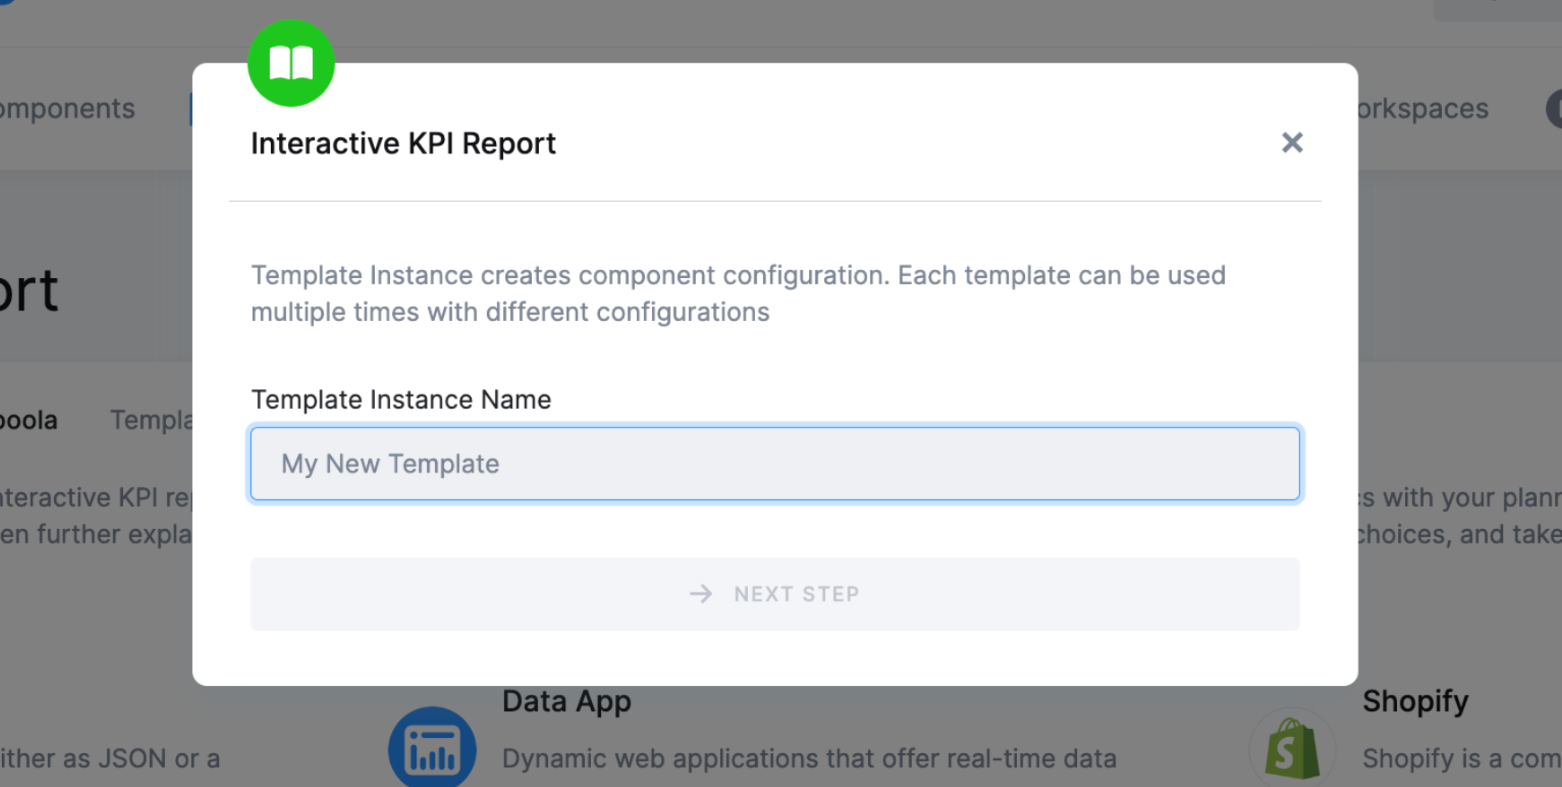 omponents
orkspaces
Interactive KPI Report
ort
Template Instance creates component configuration. Each template can be used
multiple times with different configurations
Template Instance Name
oola
Templa
My New Template
nteractive KPI re
s with your plann
en further expla
choices, and take
NEXT STEP
Data App
Shopify
ither as JSON or a
Dynamic web applications that offer real-time data
Shopify is a com